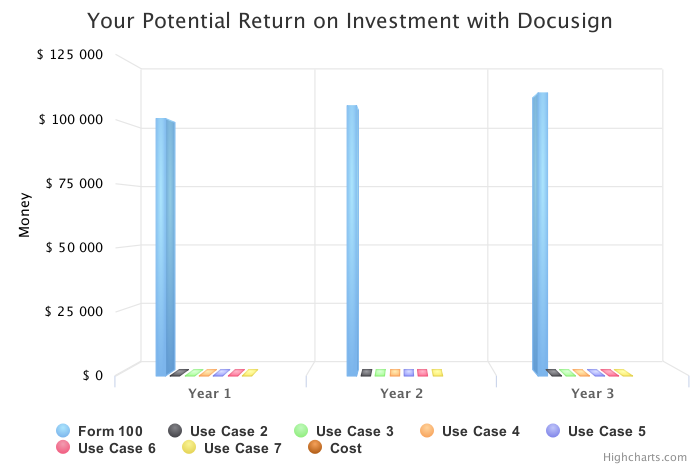 Your Potential Return on Investment with Docusign
$ 125 000
$ 100 000
$ 75 000
$ 50 000
$ 25 000
$ 0
Money
Year 1
Year 2
Year 3
Form 100 Use Case 2 Use Case 3 Use Case 4 Use Case 5
Use Case 6 Use Case 7 Cost
Highcharts.com